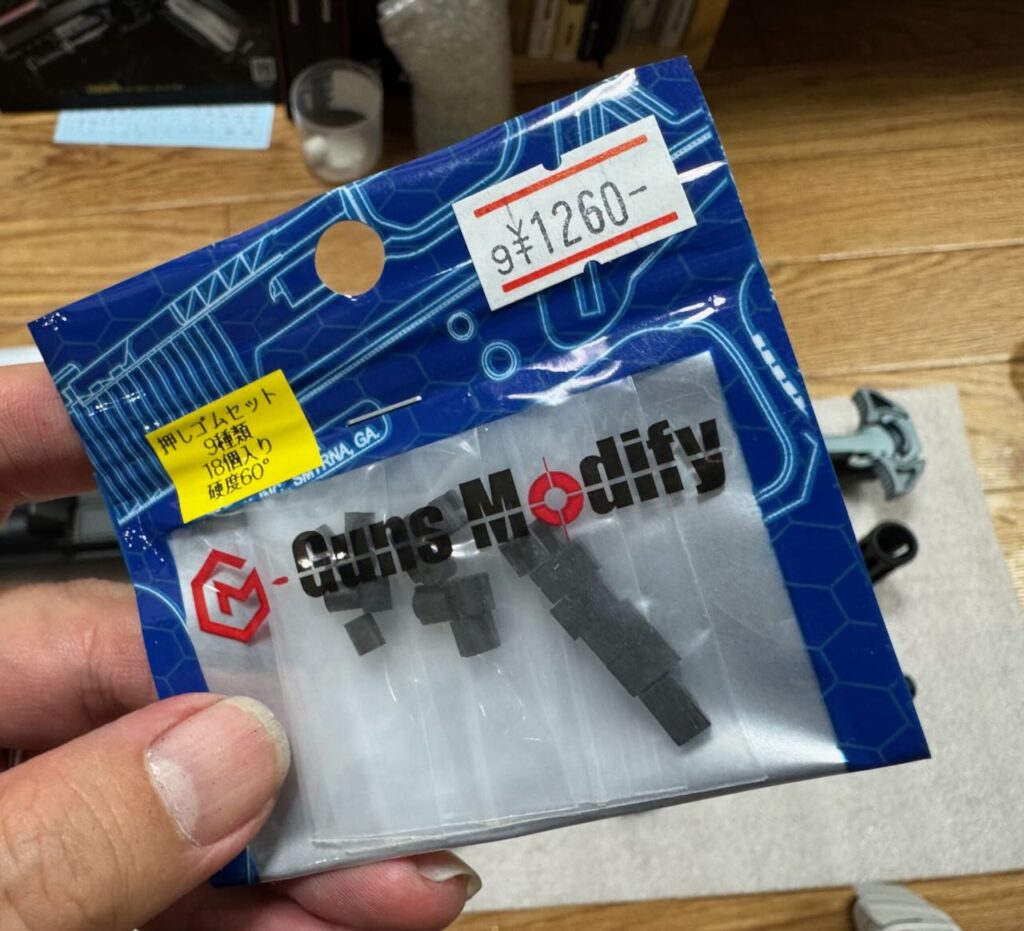 9¥1260-
押しゴムセット
9種類
18個入り
硬度60°
SMYRNA, GA.
Guns Modify